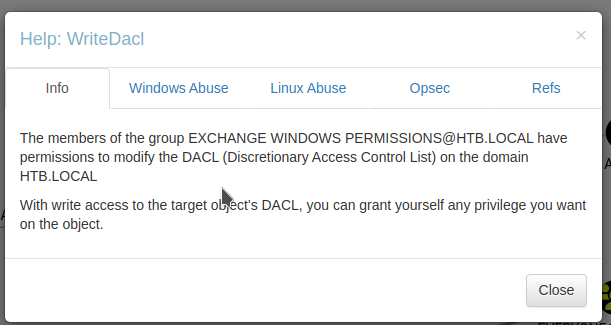 Help: WriteDacl
×
Info Windows Abuse Linux Abuse Opsec Refs
The members of the group EXCHANGE WINDOWS PERMISSIONS@HTB.LOCAL have
permissions to modify the DACL (Discretionary Access Control List) on the domain
HTB.LOCAL
With write access to the target object's DACL, you can grant yourself any privilege you want
on the object.
Close